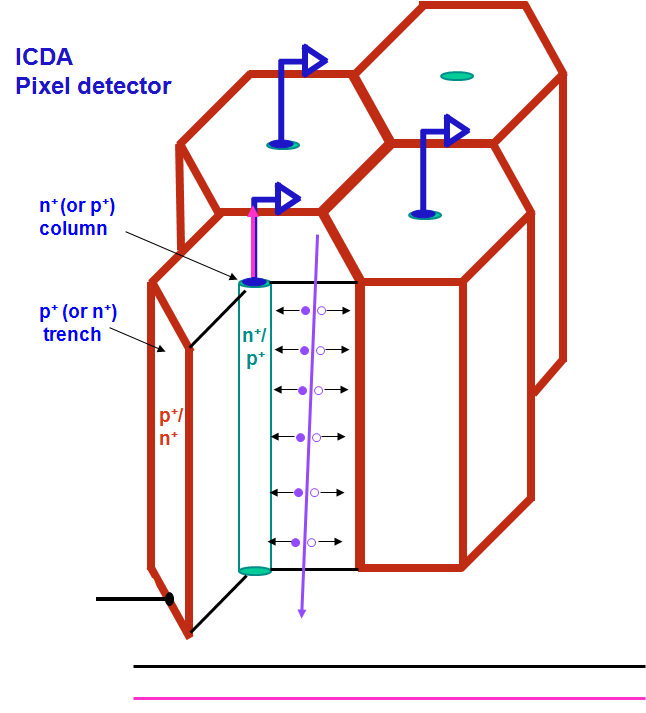 ICDA
Pixel detector
n⁺ (or p⁺)
column
p⁺ (or n⁺)
trench
n⁺/
p⁺
p⁺/
n⁺